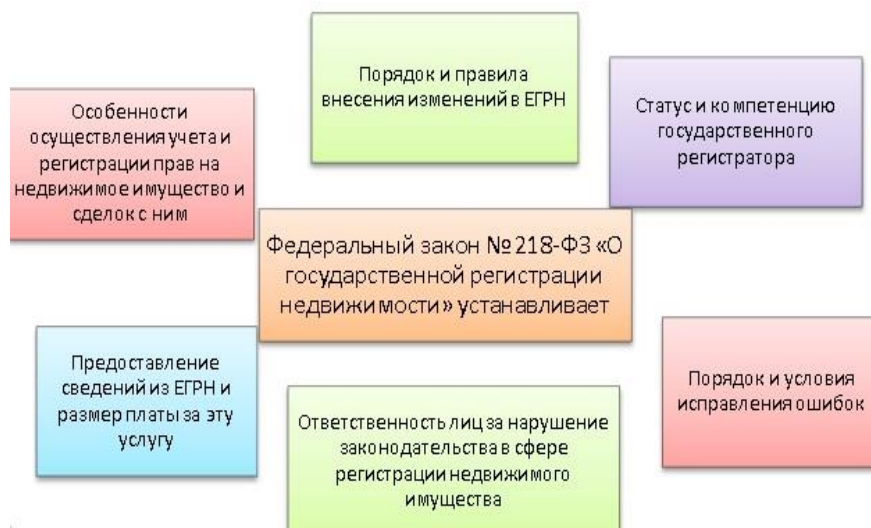 Порядок и правила
внесения изменений в ЕГРН
Статус и компетенцию
государственного
регистратора
Особенности
осуществления учета и
регистрации прав на
недвижимое имущество и
сделок с ним
Федеральный закон №218-ФЗ «О
государственной регистрации
недвижимости» устанавливает
Предоставление
сведений из ЕГРН и
размер платы за эту
услугу
Ответственность лиц за нарушение
законодательства в сфере
регистрации недвижимого
имущества
Порядок и условия
исправления ошибок